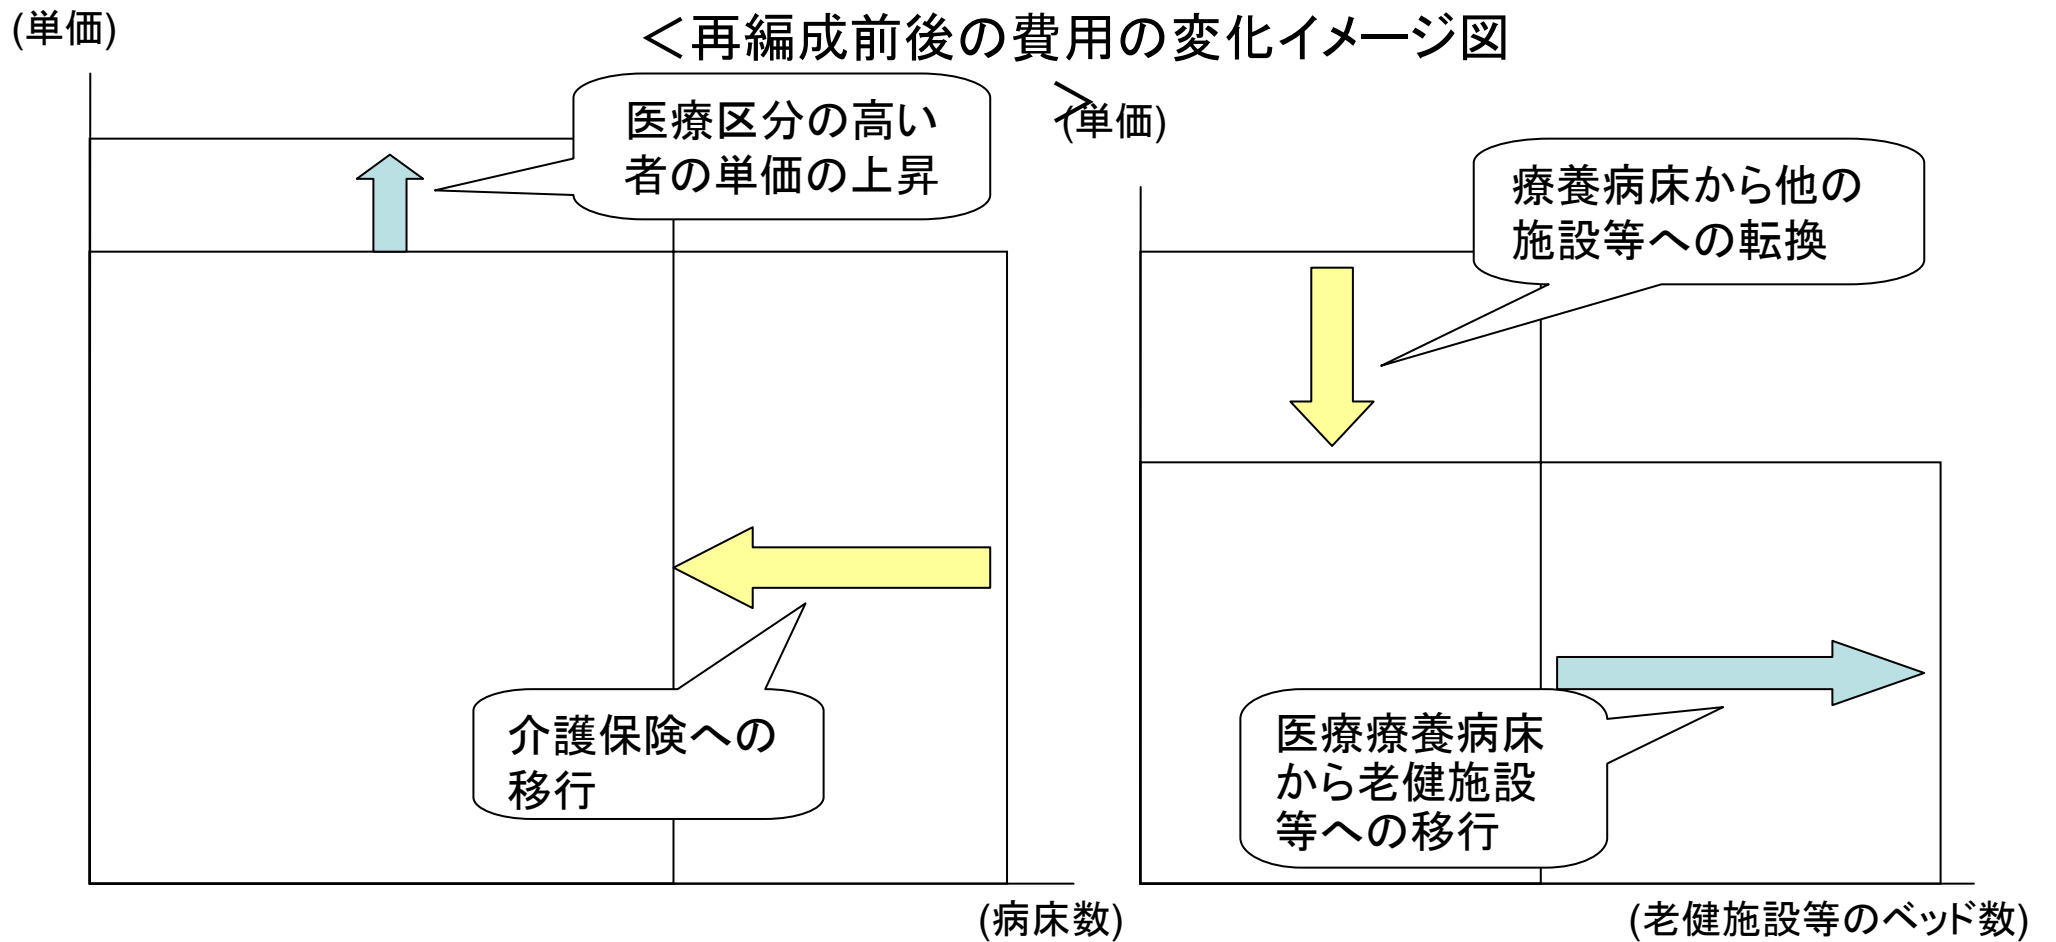 (単価)
＜再編成前後の費用の変化イメージ図
＞
医療区分の高い
者の単価の上昇
介護保険への
移行
(病床数)
(単価)
療養病床から他の
施設等への転換
医療療養病床
から老健施設
等への移行
(老健施設等のベッド数)